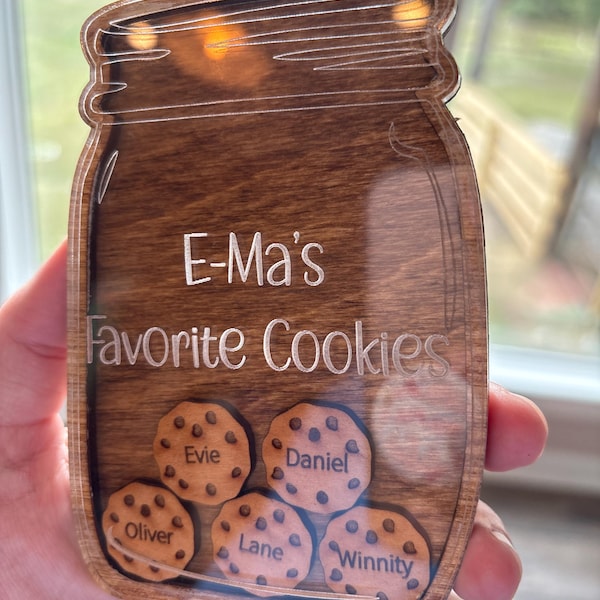 E-Ma's
Favorite Cookies
Evie
Daniel
Oliver
Lane
Winnity